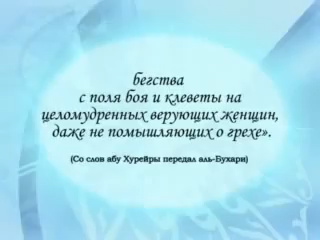 бегства
с поля боя и клеветы на
целомудренных верующих женщин,
даже не помышляющих о грехе».
(Со слов абу Хурейры передал аль-Бухари)